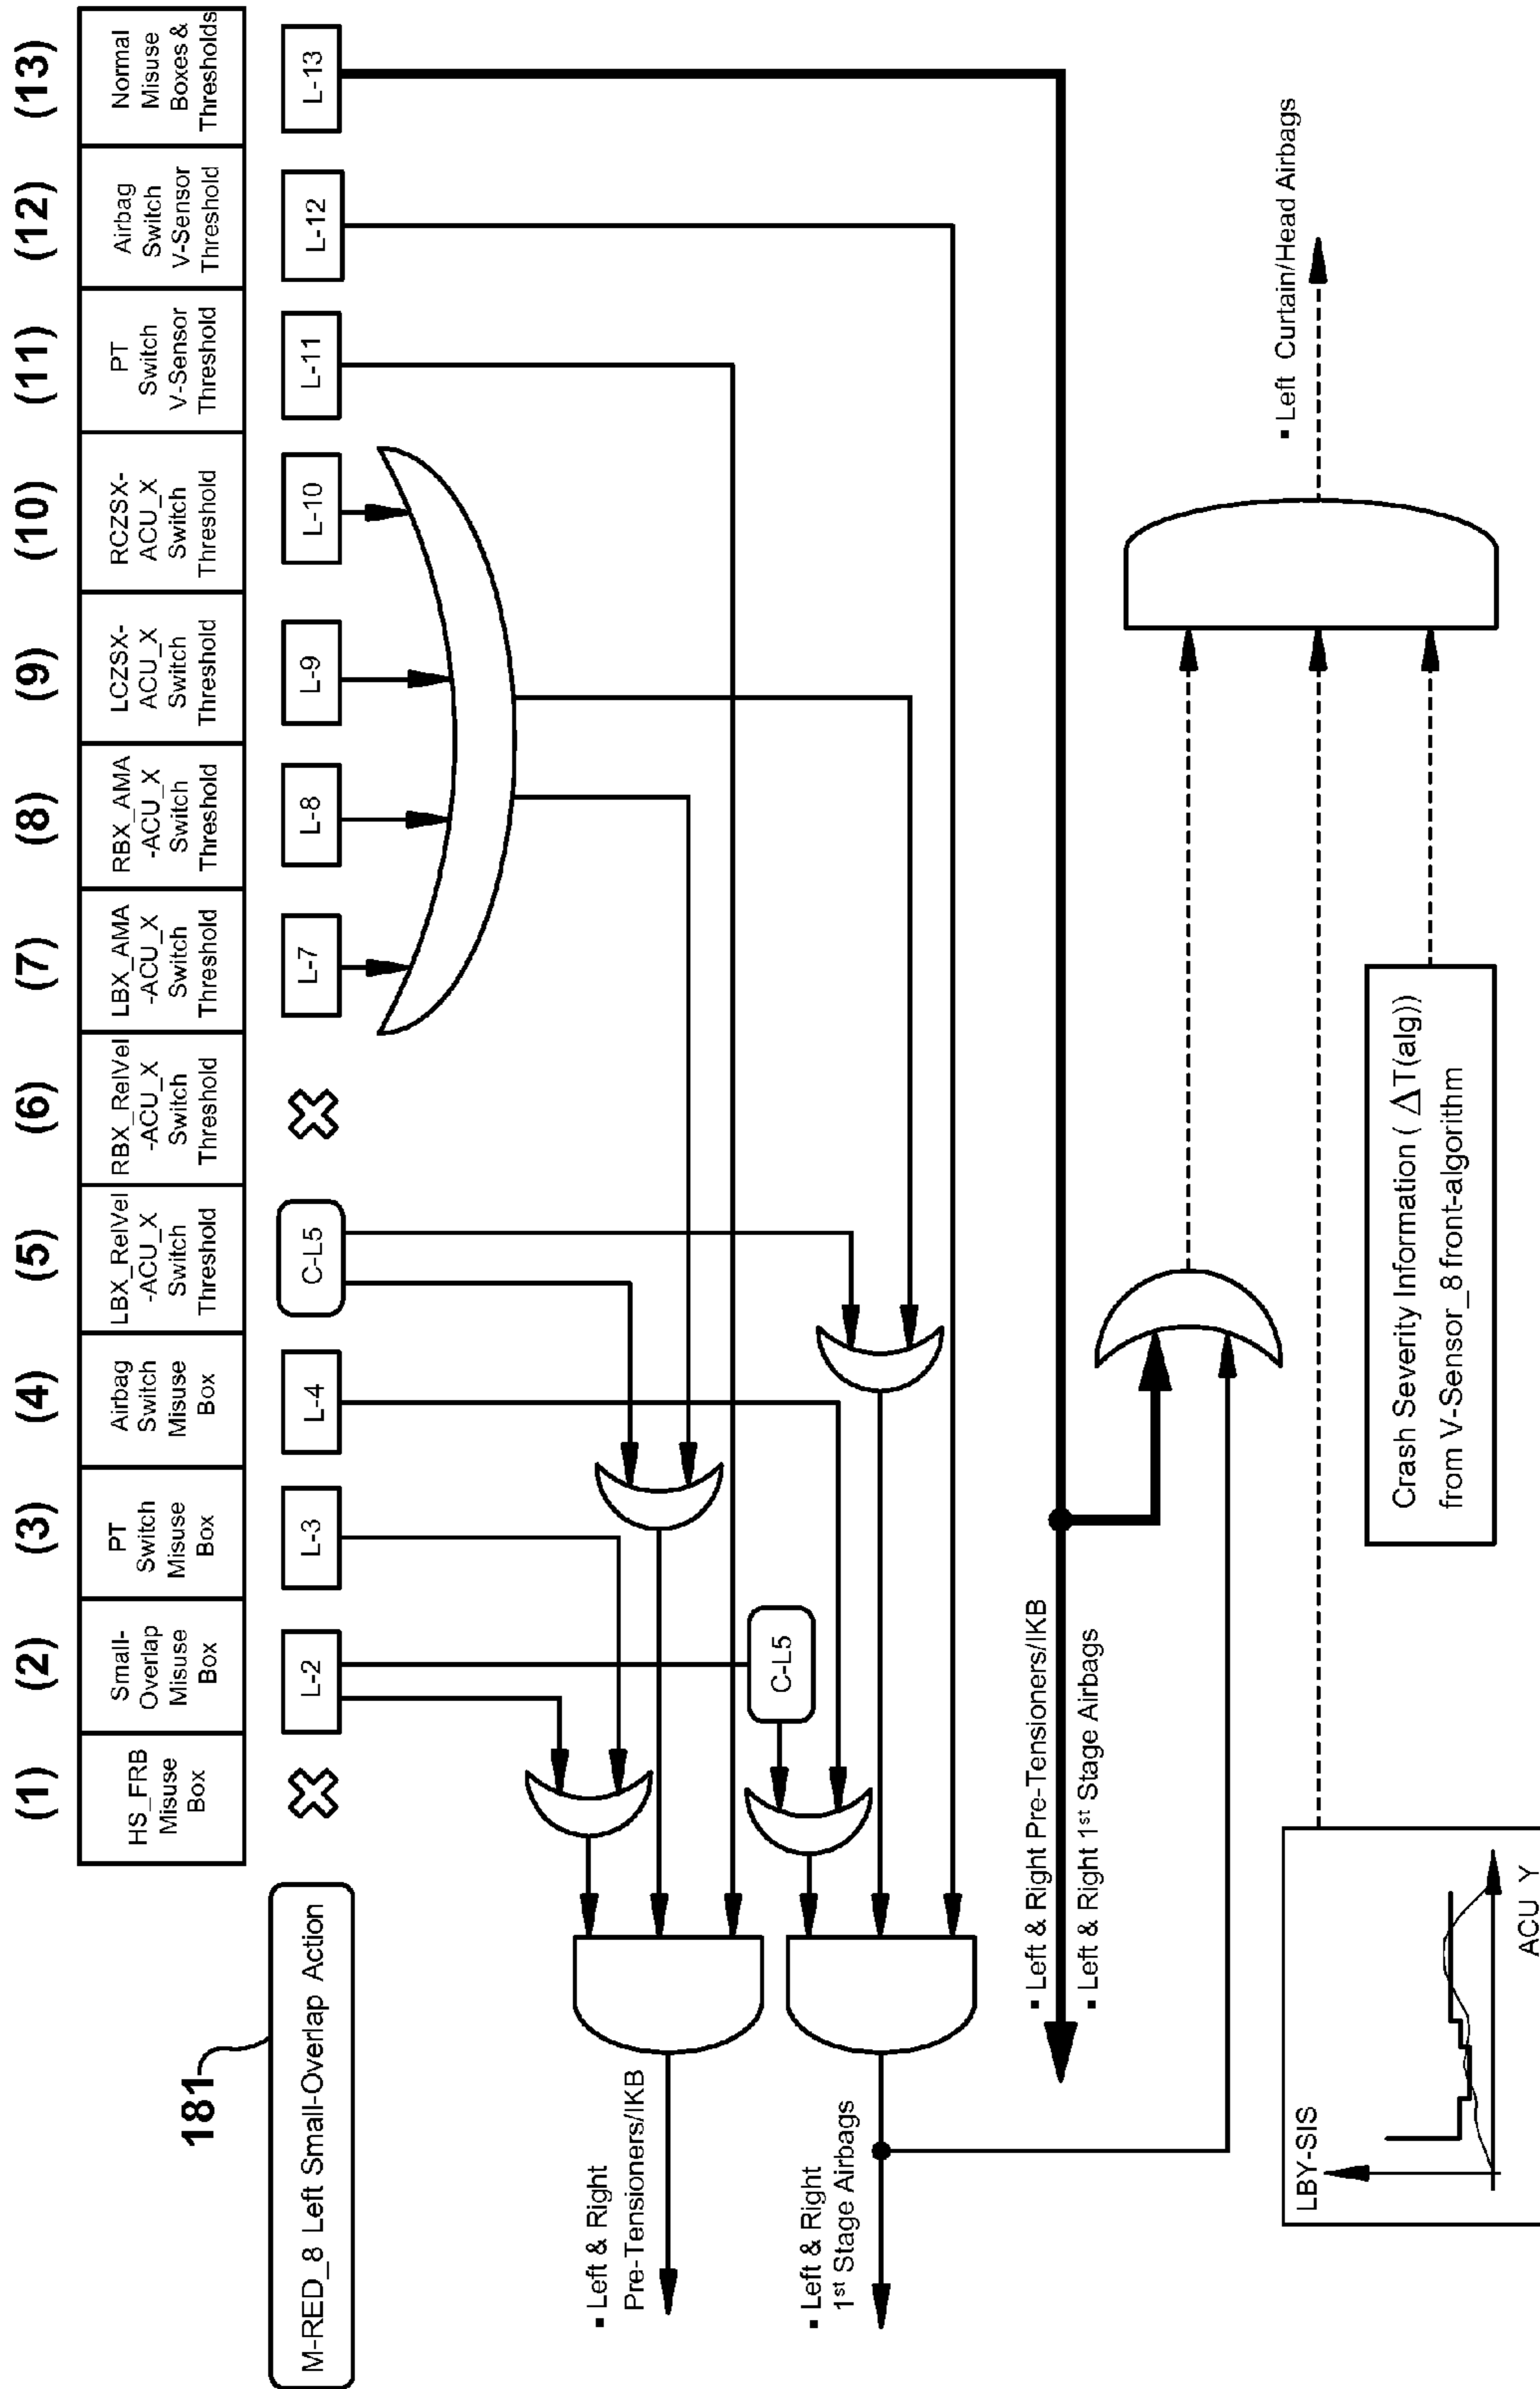 (1)
(2)
(3)
(4)
(5)
(6)
(7)
(8)
(9)
(10)
(11)
(12)
(13)
HS_FRB
Misuse
Box
Small-
Overlap
Misuse
Box
PT
Switch
Misuse
Box
Airbag
Switch
Misuse
Box
LBX_RelVel
-ACU_X
Switch
Threshold
RBX_RelVel
-ACU_X
Switch
Threshold
LBX_AMA
-ACU_X
Switch
Threshold
RBX_AMA
-ACU_X
Switch
Threshold
LCZSX-
ACU_X
Switch
Threshold
RCZSX-
ACU_X
Switch
Threshold
PT
Switch
V-Sensor
Threshold
Airbag
Switch
V-Sensor
Threshold
Normal
Misuse
Boxes &
Thresholds
181
M-RED_8 Left Small-Overlap Action
L-2
L-3
L-4
C-L5
L-7
L-8
L-9
L-10
L-11
L-12
L-13
C-L5
▪ Left & Right
Pre-Tensioners/IKB
▪ Left & Right
1st Stage Airbags
▪ Left & Right Pre-Tensioners/IKB
▪ Left & Right 1st Stage Airbags
▪ Left Curtain/Head Airbags
LBY-SIS
ACU_Y
Crash Severity Information ( ΔT(alg))
from V-Sensor_8 front-algorithm